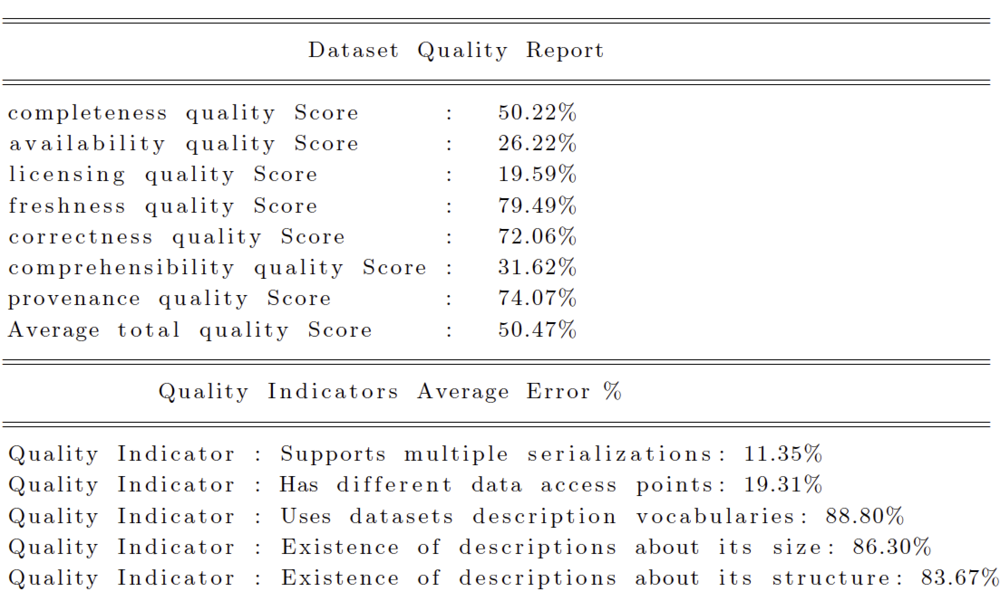 Dataset Quality Report
completeness quality Score : 50.22%
availability quality Score : 26.22%
licensing quality Score : 19.59%
freshness quality Score : 79.49%
correctness quality Score : 72.06%
comprehensibility quality Score : 31.62%
provenance quality Score : 74.07%
Average total quality Score : 50.47%
Quality Indicators Average Error %
Quality Indicator : Supports multiple serializations: 11.35%
Quality Indicator : Has different data access points: 19.31%
Quality Indicator : Uses datasets description vocabularies: 88.80%
Quality Indicator : Existence of descriptions about its size: 86.30%
Quality Indicator : Existence of descriptions about its structure: 83.67%